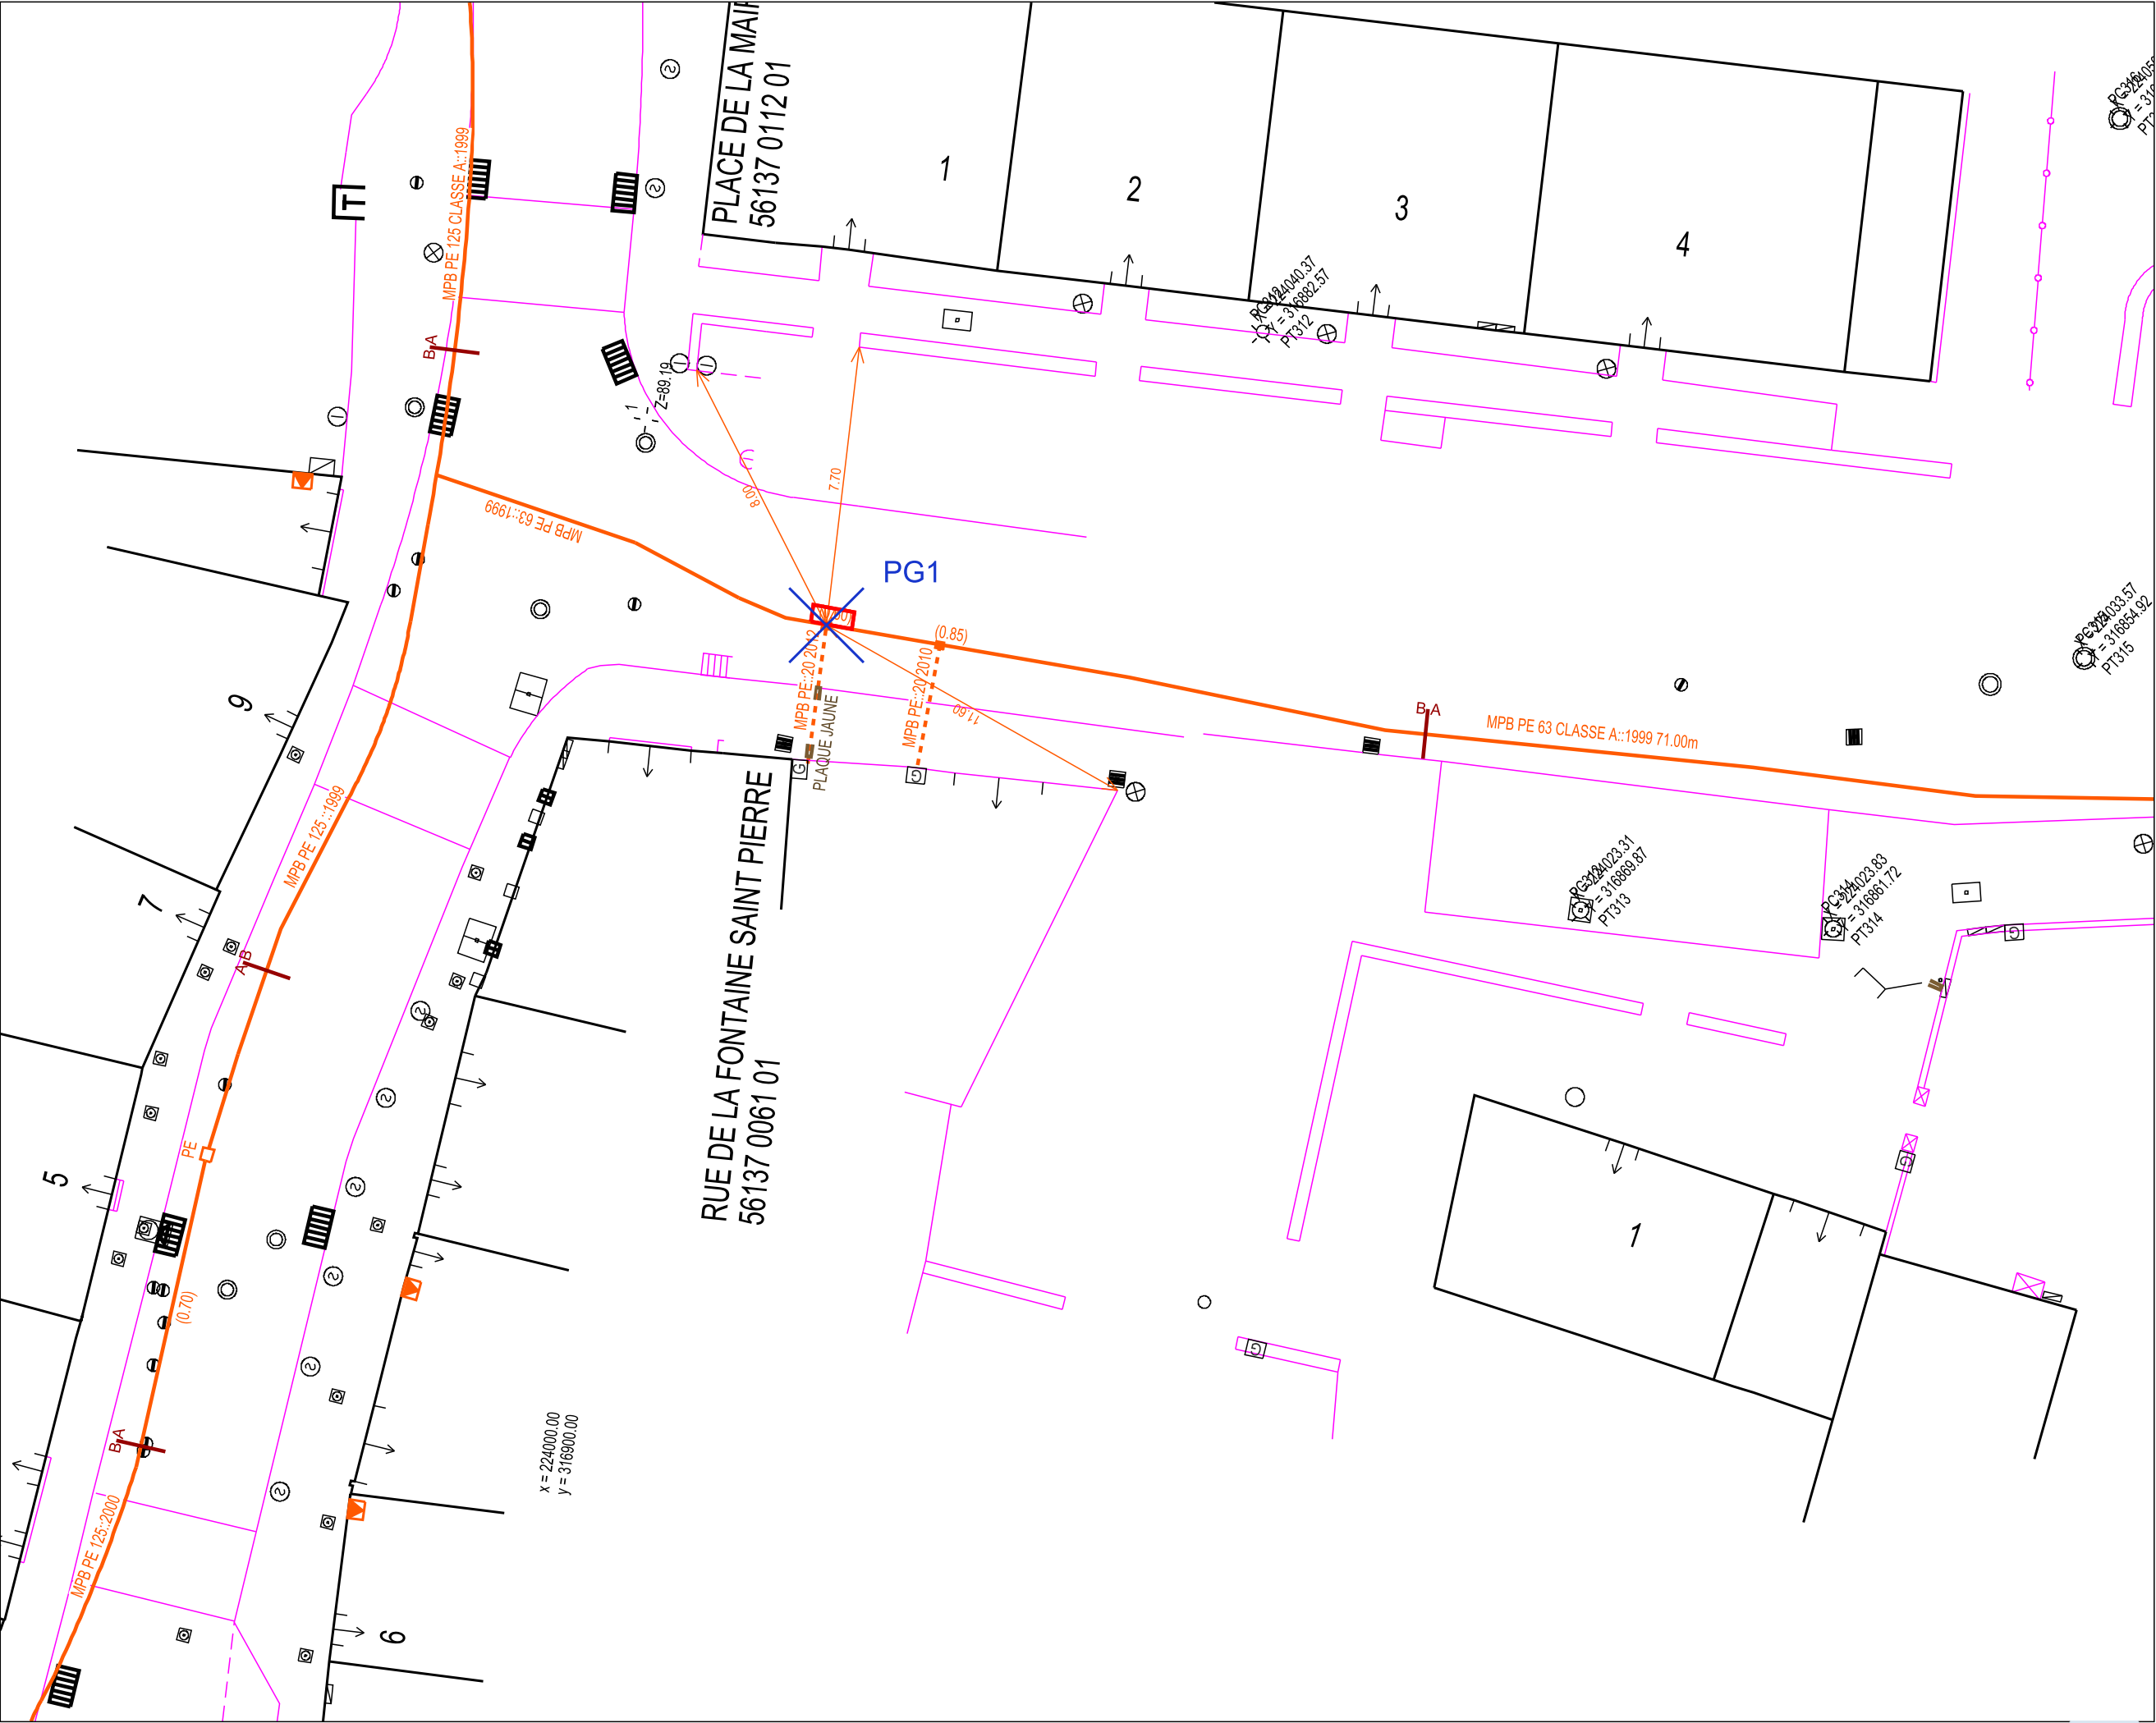 PLACE DE LA MAIR
56137 0112 01
1
2
3
4
MPB PE 125 CLASSE A::1999
T
B A
Z=89.19
1
PT312
MPB PE 63::1999
8.00
7.70
PG1
(0.85)
MPB PE::20 2012
MPB PE::20 2010
PLAQUE JAUNE
11.60
G
G
B A
MPB PE 63 CLASSE A::1999 71.00m
PT315
PT313
PT314
G
G
G
9
7
5
MPB PE 125::1999
A B
PE
(0.70)
B A
MPB PE 125::2000
RUE DE LA FONTAINE SAINT PIERRE
56137 0061 01
x = 224000.00
y = 316900.00
1
6